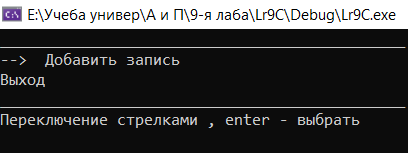 E:\Учеба универ\А и П\9-я лаба\Lr9C\Debug\Lr9C.exe
--> Добавить запись
Выход
Переключение стрелками , enter - выбрать